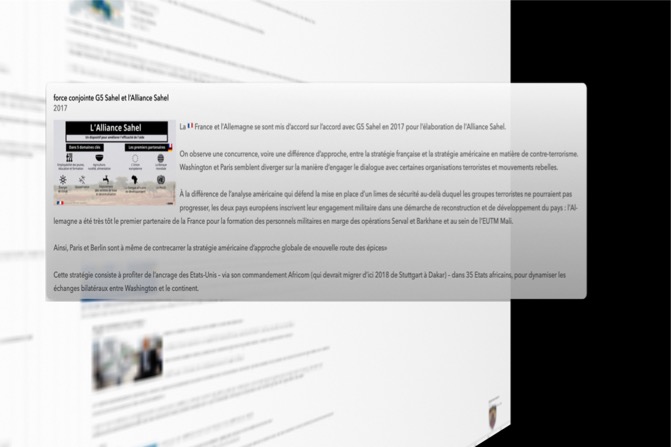 force conjointe G5 Sahel et l'Alliance Sahel
2017
L'Alliance Sahel
Dans 5 domaines clés
Les premiers partenaires
La France et l'Allemagne se sont mis d'accord sur l'accord avec G5 Sahel en 2017 pour l'élaboration de l'Alliance Sahel.
On observe une concurrence, voire une différence d'approche, entre la stratégie française et la stratégie américaine en matière de contre-terrorisme.
Washington et Paris semblent diverger sur la manière d'engager le dialogue avec certaines organisations terroristes et mouvements rebelles.
À la différence de l'analyse américaine qui défend la mise en place d'un limes de sécurité au-delà duquel les groupes terroristes ne pourraient pas
progresser, les deux pays européens inscrivent leur engagement militaire dans une démarche de reconstruction et de développement du pays : l'Al-
lemagne a été très tôt le premier partenaire de la France pour la formation des personnels militaires en marge des opérations Serval et Barkhane et au sein de l'EUTM Mali.
Ainsi, Paris et Berlin sont à même de contrecarrer la stratégie américaine d'approche globale de «nouvelle route des épices»
Cette stratégie consiste à profiter de l'ancrage des Etats-Unis - via son commandement Africom (qui devrait migrer d'ici 2018 de Stuttgart à Dakar) - dans 35 Etats africains, pour dynamiser les
échanges bilatéraux entre Washington et le continent.